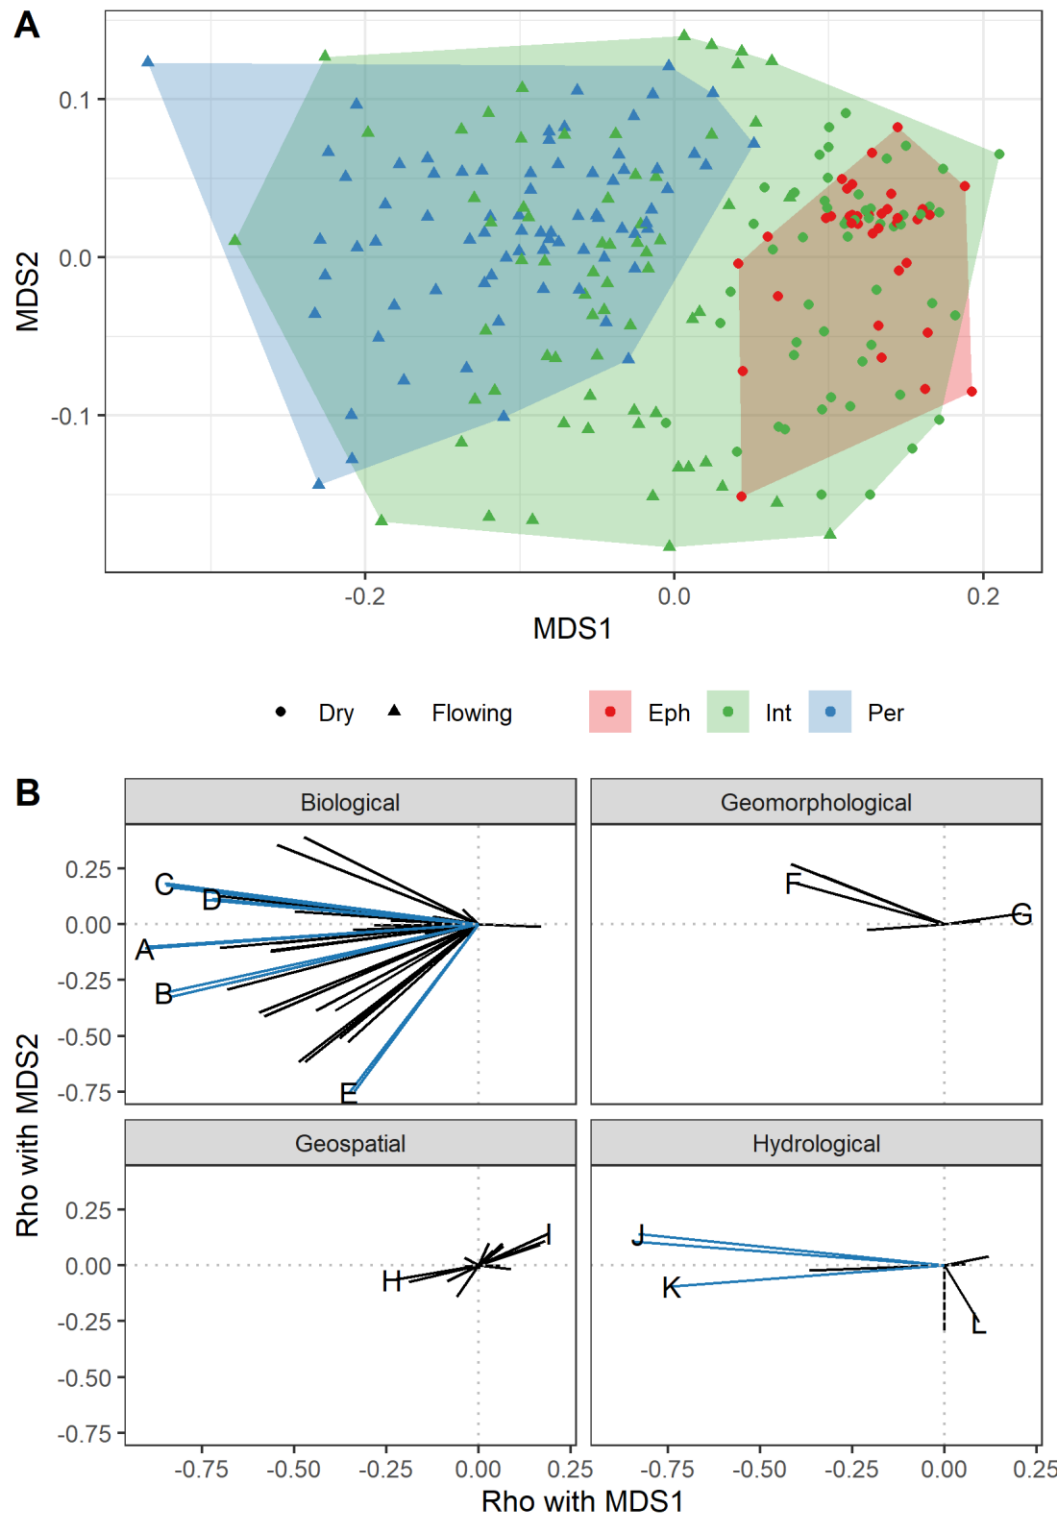 A
MDS2
0.1
0.0
-0.1
-0.2
0.0
0.2
MDS1
Dry
Flowing
Eph
Int
Per
B
Rho with MDS2
Biological
Geomorphological
0.25
0.00
-0.25
-0.50
-0.75
C
D
A
B
E
F
G
Geospatial
Hydrological
0.25
0.00
-0.25
-0.50
-0.75
I
H
J
K
L
-0.75 -0.50 -0.25 0.00 0.25
-0.75 -0.50 -0.25 0.00 0.25
Rho with MDS1